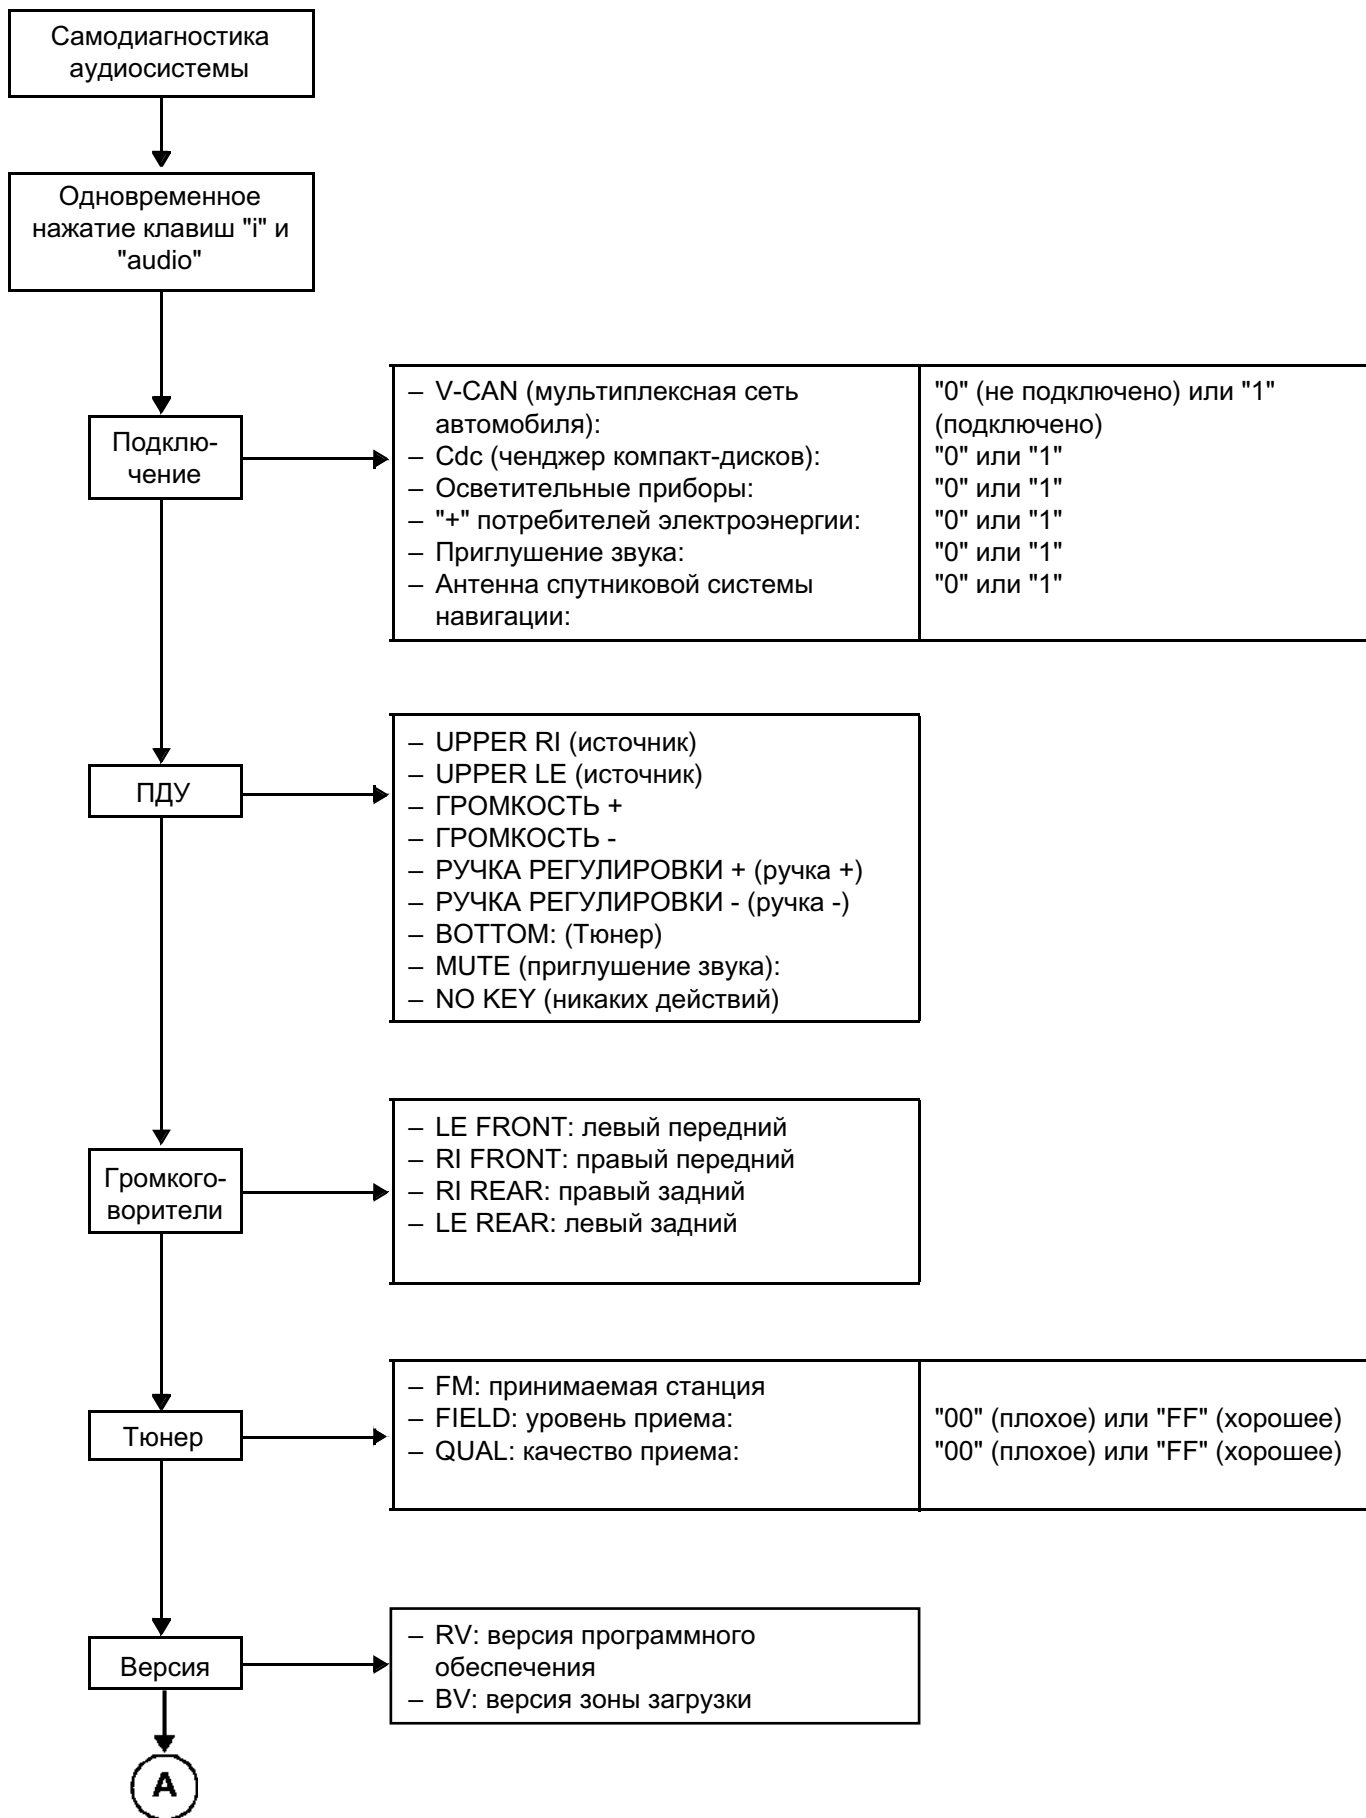 Самодиагностика
аудиосистемы
Одновременное
нажатие клавиш "i" и
"audio"
Подклю-
чение
– V-CAN (мультиплексная сеть
автомобиля):
– Cdc (ченджер компакт-дисков):
– Осветительные приборы:
– "+" потребителей электроэнергии:
– Приглушение звука:
– Антенна спутниковой системы
навигации:
"0" (не подключено) или "1"
(подключено)
"0" или "1"
"0" или "1"
"0" или "1"
"0" или "1"
"0" или "1"
ПДУ
– UPPER RI (источник)
– UPPER LE (источник)
– ГРОМКОСТЬ +
– ГРОМКОСТЬ -
– РУЧКА РЕГУЛИРОВКИ + (ручка +)
– РУЧКА РЕГУЛИРОВКИ - (ручка -)
– BOTTOM: (Тюнер)
– MUTE (приглушение звука):
– NO KEY (никаких действий)
Громкого-
ворители
– LE FRONT: левый передний
– RI FRONT: правый передний
– RI REAR: правый задний
– LE REAR: левый задний
Тюнер
– FM: принимаемая станция
– FIELD: уровень приема:
– QUAL: качество приема:
"00" (плохое) или "FF" (хорошее)
"00" (плохое) или "FF" (хорошее)
Версия
– RV: версия программного
обеспечения
– BV: версия зоны загрузки
A